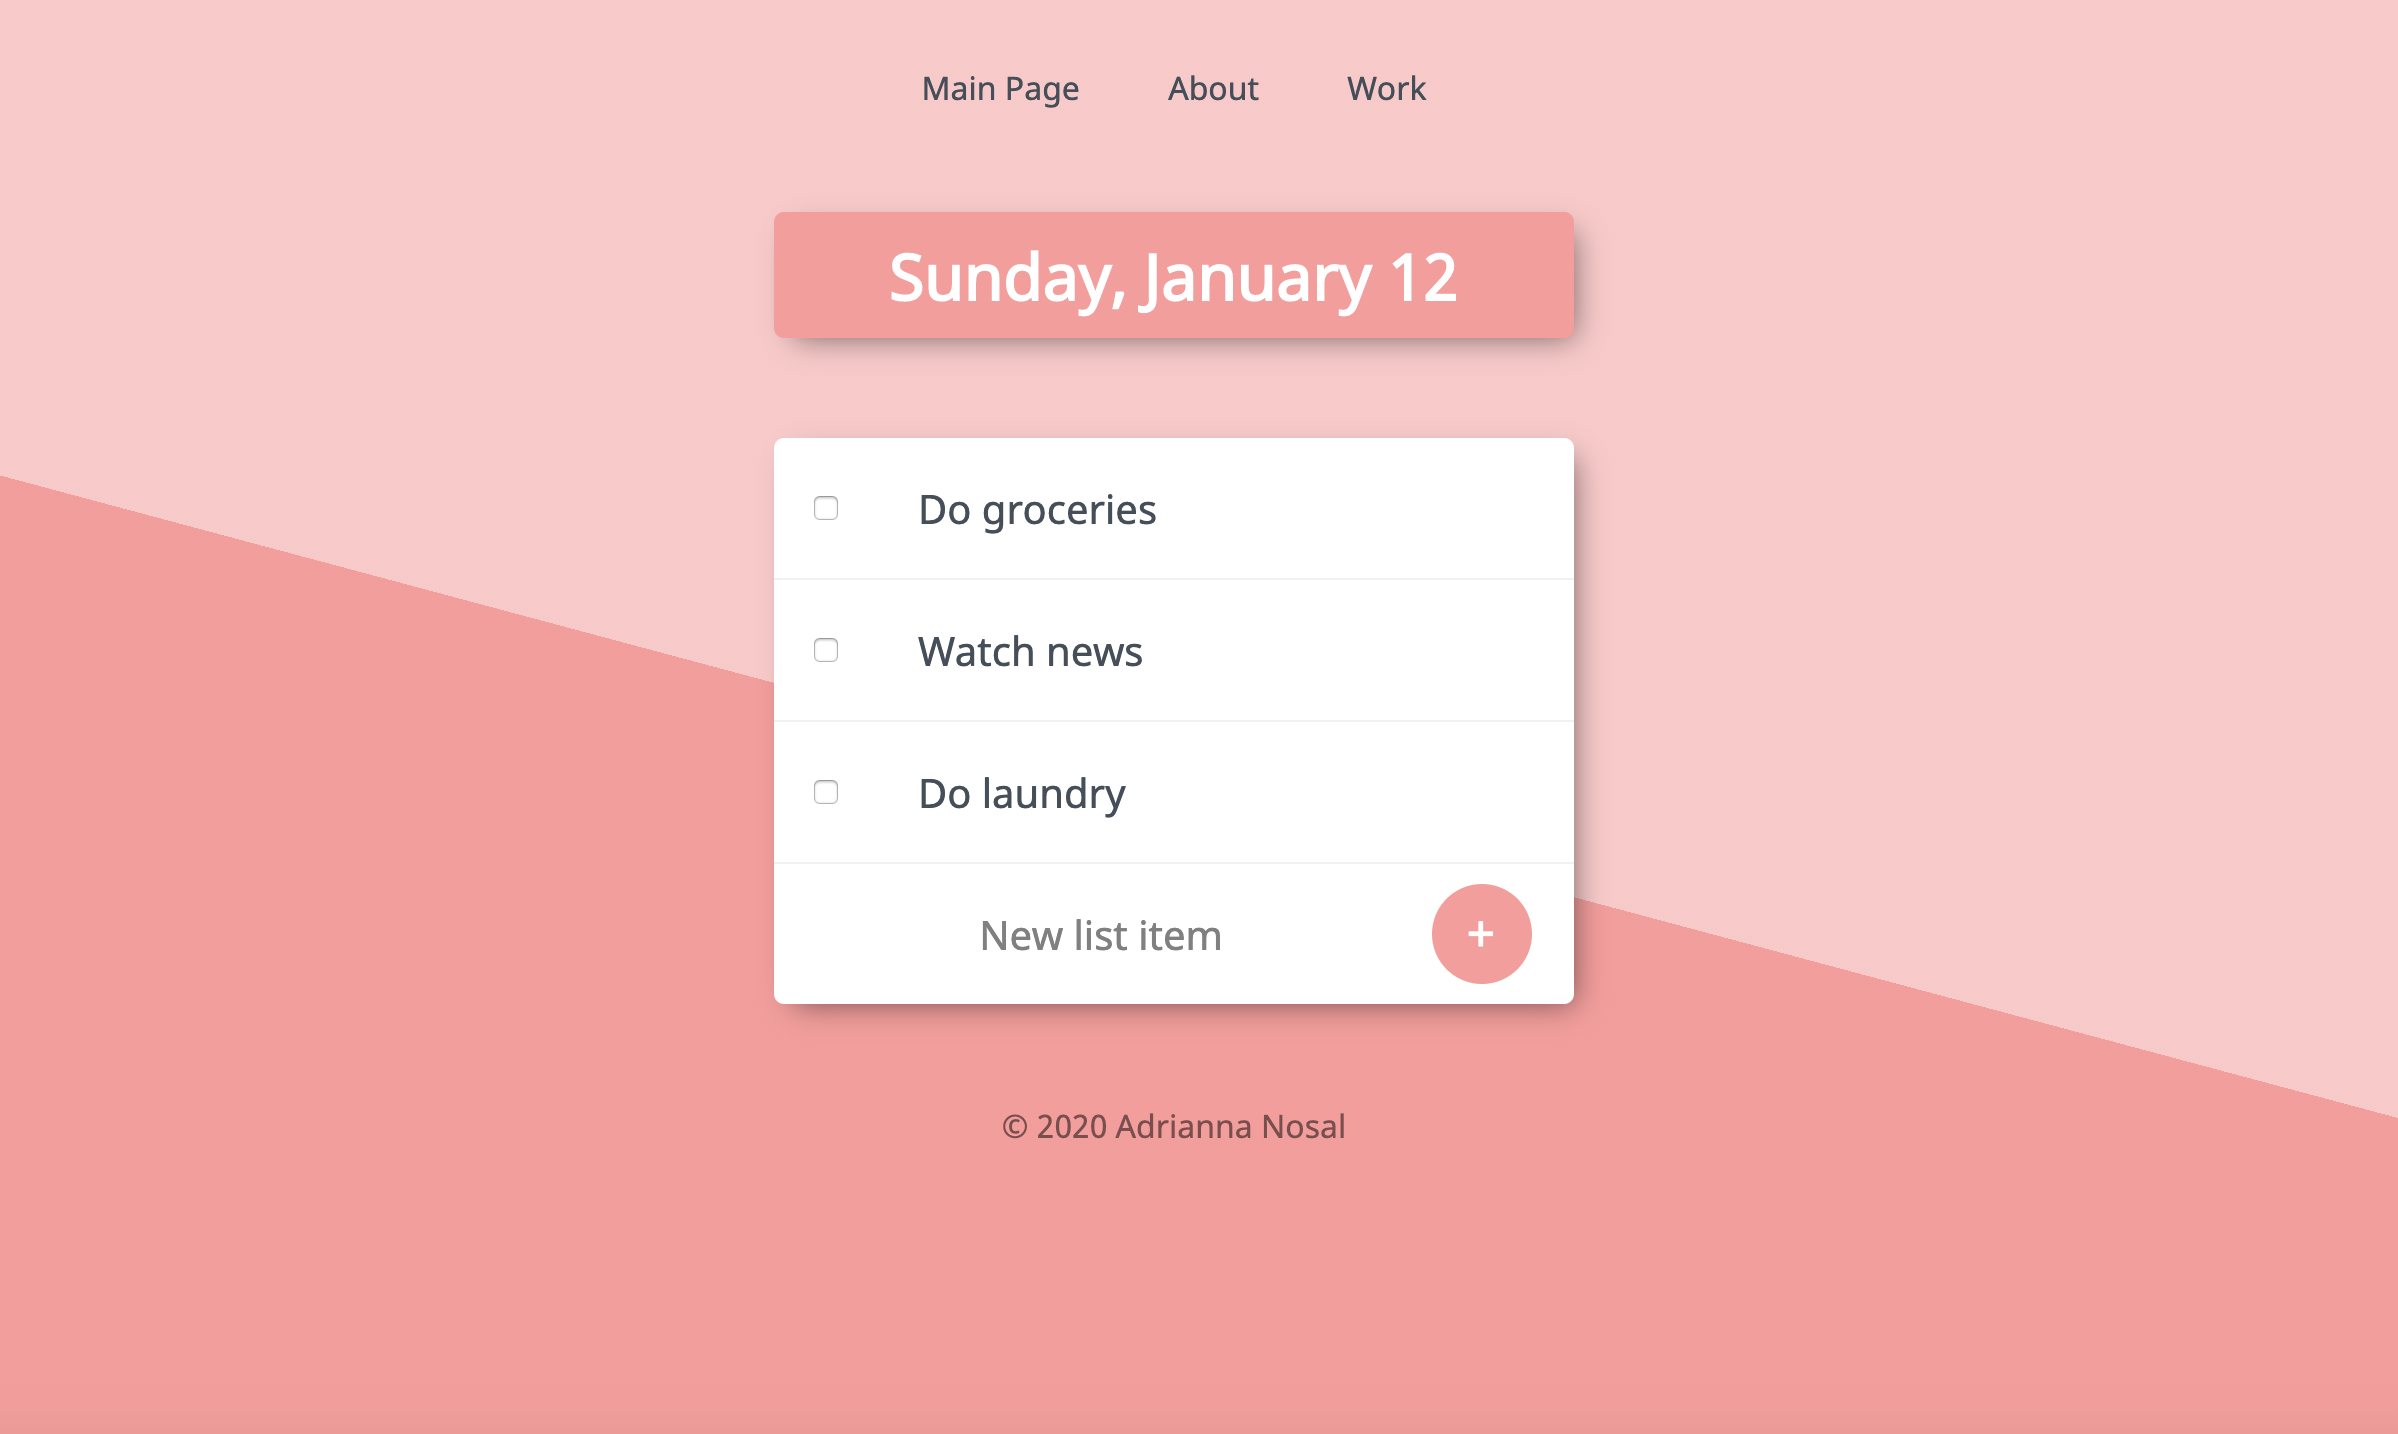 Main Page About Work
Sunday, January 12
Do groceries
Watch news
Do laundry
New list item +
© 2020 Adrianna Nosal